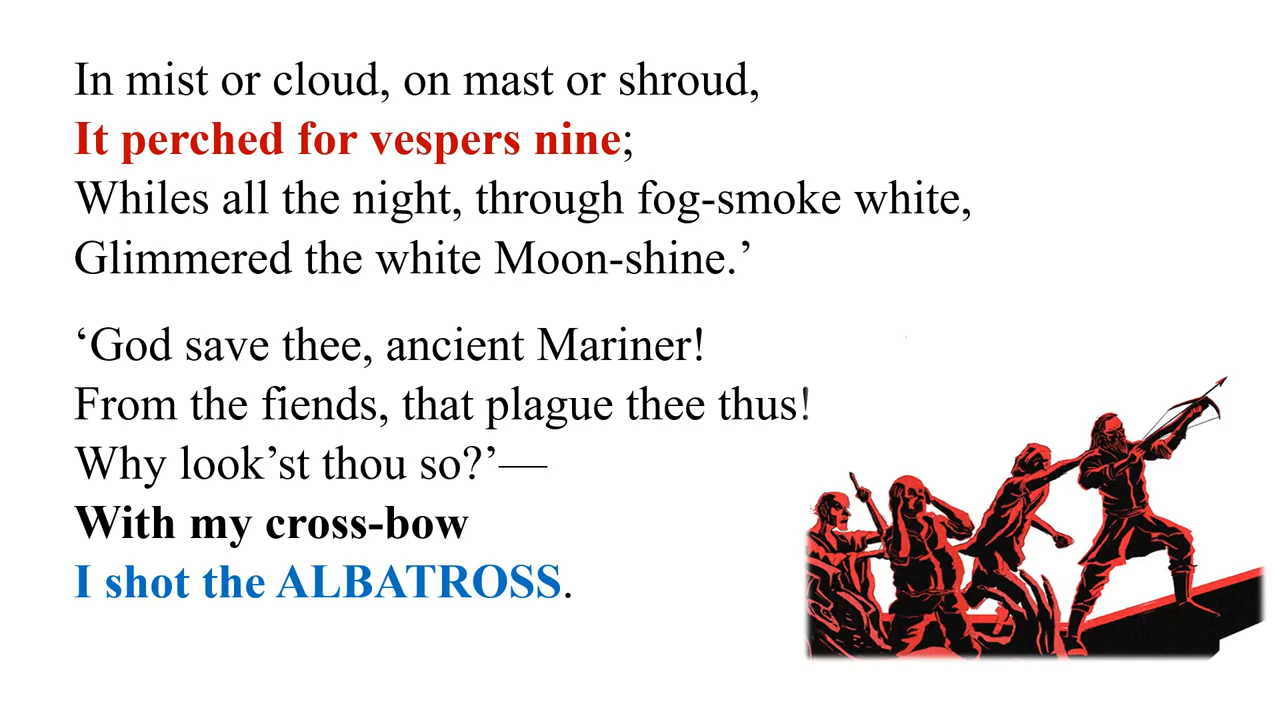 In mist or cloud, on mast or shroud,
It perched for vespers nine;
Whiles all the night, through fog-smoke white,
Glimmered the white Moon-shine.’
‘God save thee, ancient Mariner!
From the fiends, that plague thee thus!
Why look’st thou so?’—
With my cross-bow
I shot the ALBATROSS.